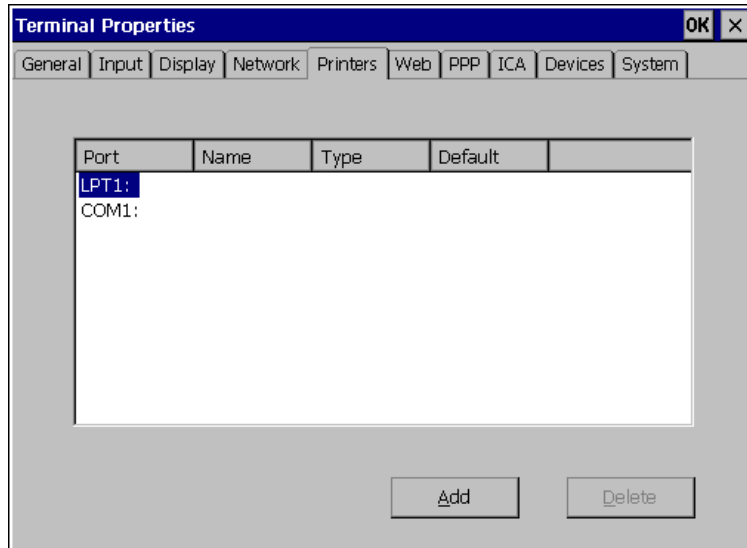 Terminal Properties OK ×
General Input Display Network Printers Web PPP ICA Devices System
Port Name Type Default
LPT1:
COM1:
Add Delete